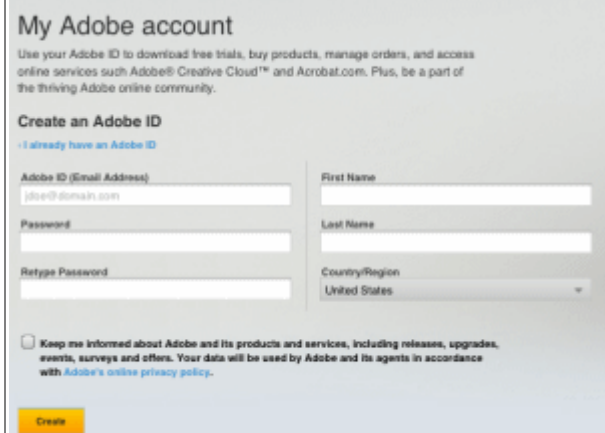 My Adobe account
Use your Adobe ID to download free trials, buy products, manage orders, and access
online services such Adobe® Creative Cloud™ and Acrobat.com. Plus, be a part of
the thriving Adobe online community.
Create an Adobe ID
‹ I already have an Adobe ID
Adobe ID (Email Address)
jdoe@domain.com
Password
Retype Password
First Name
Last Name
Country/Region
United States
Keep me informed about Adobe and its products and services, including releases, upgrades,
events, surveys and offers. Your data will be used by Adobe and its agents in accordance
with Adobe's online privacy policy.
Create